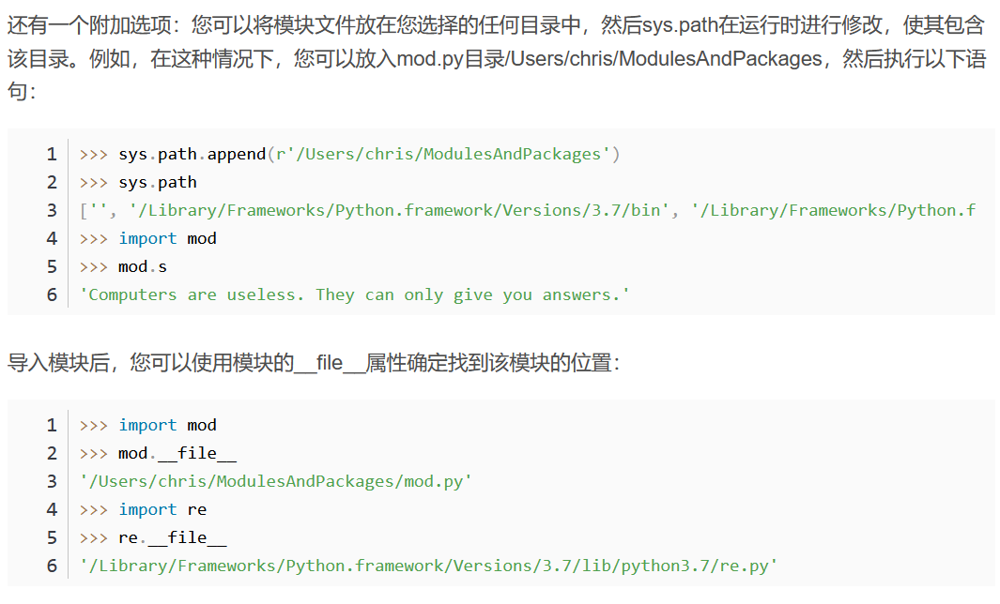 还有一个附加选项：您可以将模块文件放在您选择的任何目录中，然后sys.path在运行时进行修改，使其包含
该目录。例如，在这种情况下，您可以放入mod.py目录/Users/chris/ModulesAndPackages，然后执行以下语
句：
1 >>> sys.path.append(r'/Users/chris/ModulesAndPackages')
2 >>> sys.path
3 ['', '/Library/Frameworks/Python.framework/Versions/3.7/bin', '/Library/Frameworks/Python.f
4 >>> import mod
5 >>> mod.s
6 'Computers are useless. They can only give you answers.'
导入模块后，您可以使用模块的__file__属性确定找到该模块的位置：
1 >>> import mod
2 >>> mod.__file__
3 '/Users/chris/ModulesAndPackages/mod.py'
4 >>> import re
5 >>> re.__file__
6 '/Library/Frameworks/Python.framework/Versions/3.7/lib/python3.7/re.py'